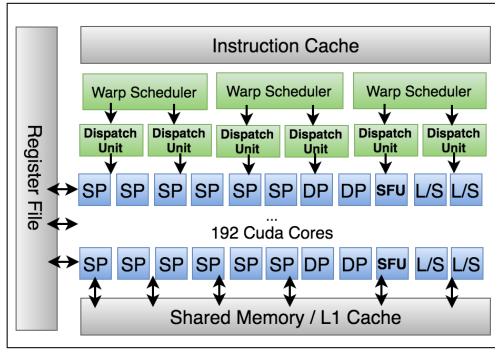 Instruction Cache
Register File
Warp Scheduler Warp Scheduler Warp Scheduler
Dispatch Unit Dispatch Unit Dispatch Unit Dispatch Unit Dispatch Unit Dispatch Unit
SP SP SP SP SP SP DP DP SFU L/S L/S
...
192 Cuda Cores
SP SP SP SP SP SP DP DP SFU L/S L/S
Shared Memory / L1 Cache